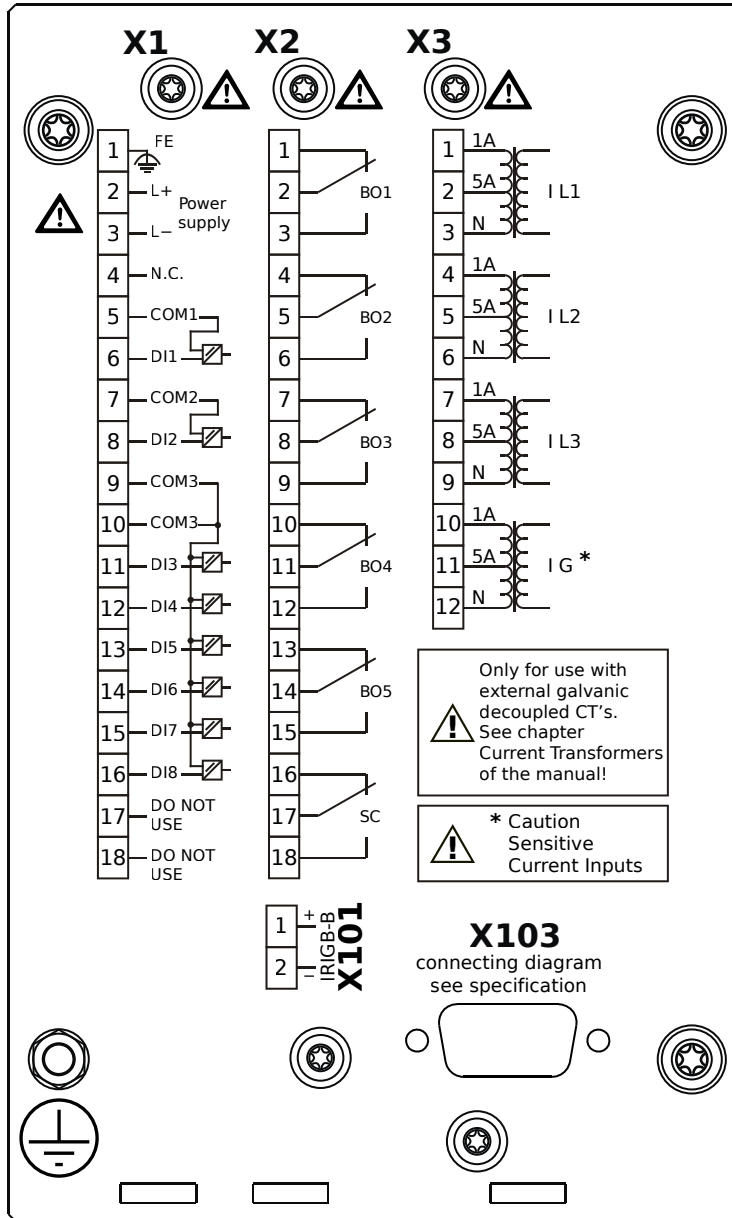 X1 X2 X3
1 FE
2 L+ Power
supply
3 L−
4 N.C.
5 COM1
6 DI1
7 COM2
8 DI2
9 COM3
10 COM3
11 DI3
12 DI4
13 DI5
14 DI6
15 DI7
16 DI8
17 DO NOT
USE
18 DO NOT
USE
1
2 BO1
3
4
5 BO2
6
7
8 BO3
9
10
11 BO4
12
13
14 BO5
15
16
17 SC
18
1 1A
2 5A I L1
3 N
4 1A
5 5A I L2
6 N
7 1A
8 5A I L3
9 N
10 1A
11 5A I G *
12 N
Only for use with
external galvanic
decoupled CT's.
See chapter
Current Transformers
of the manual!
* Caution
Sensitive
Current Inputs
1 +
2 −
IRIGB-B
X101
X103
connecting diagram
see specification